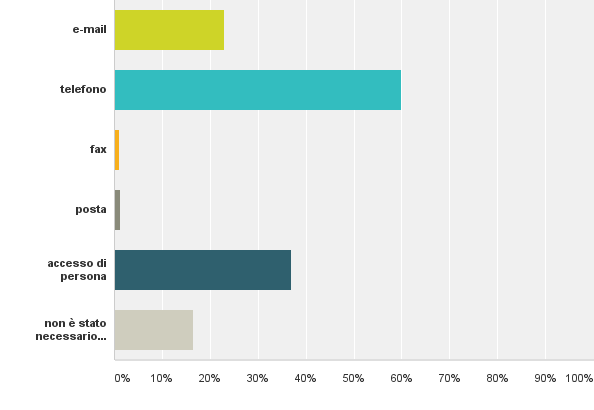 e-mail
telefono
fax
posta
accesso di
persona
non è stato
necessario...
0% 10% 20% 30% 40% 50% 60% 70% 80% 90% 100%